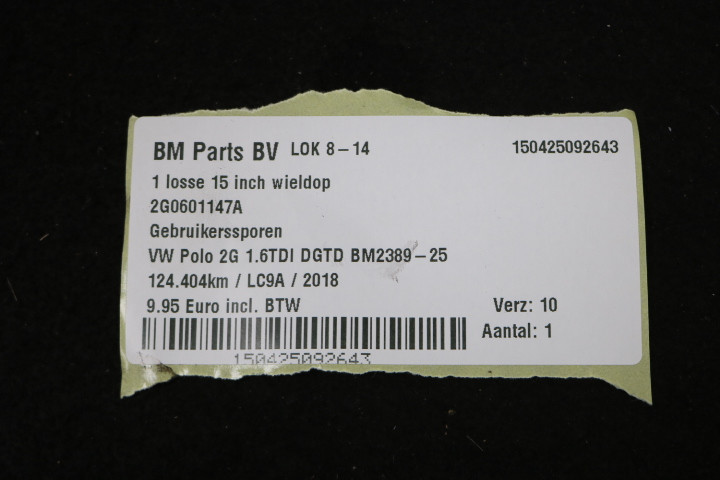 BM Parts BV LOK 8-14 150425092643
1 losse 15 inch wieldop
2G0601147A
Gebruikerssporen
VW Polo 2G 1.6TDI DGTD BM2389-25
124.404km / LC9A / 2018
9.95 Euro incl. BTW Verz: 10
Aantal: 1
150425092643